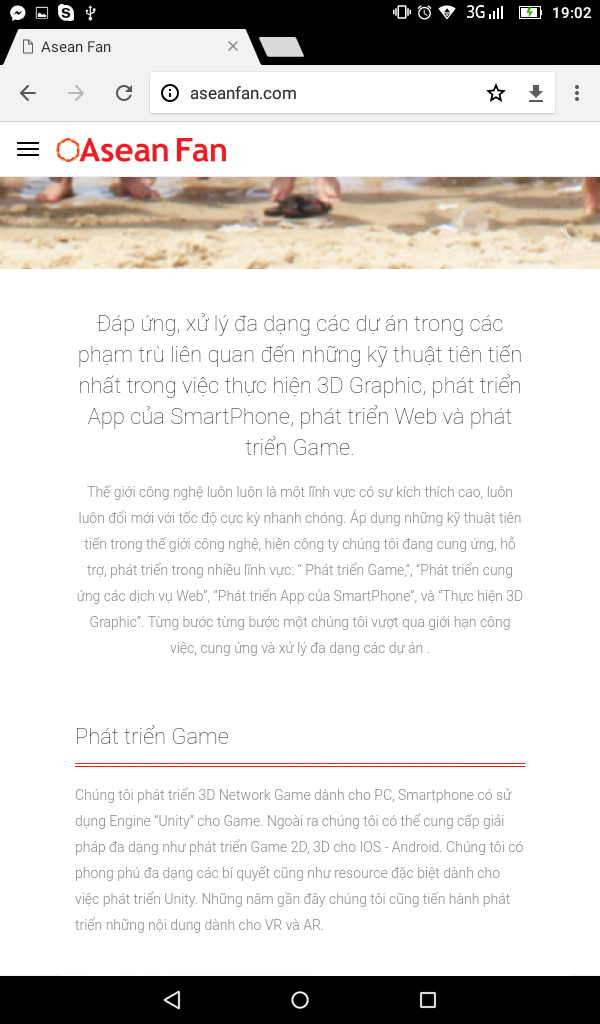 3G 19:02
Asean Fan
aseanfan.com
Asean Fan
Đáp ứng, xử lý đa dạng các dự án trong các
phạm trù liên quan đến những kỹ thuật tiên tiến
nhất trong việc thực hiện 3D Graphic, phát triển
App của SmartPhone, phát triển Web và phát
triển Game.
Thế giới công nghệ luôn luôn là một lĩnh vực có sự kích thích cao, luôn
luôn đổi mới với tốc độ cực kỳ nhanh chóng. Áp dụng những kỹ thuật tiên
tiến trong thế giới công nghệ, hiện công ty chúng tôi đang cung ứng, hỗ
trợ, phát triển trong nhiều lĩnh vực: “ Phát triển Game,”, “Phát triển cung
ứng các dịch vụ Web”, “Phát triển App của SmartPhone”, và “Thực hiện 3D
Graphic”. Từng bước từng bước một chúng tôi vượt qua giới hạn công
việc, cung ứng và xử lý đa dạng các dự án .
Phát triển Game
Chúng tôi phát triển 3D Network Game dành cho PC, Smartphone có sử
dụng Engine “Unity” cho Game. Ngoài ra chúng tôi có thể cung cấp giải
pháp đa dạng như phát triển Game 2D, 3D cho IOS - Android. Chúng tôi có
phong phú đa dạng các bí quyết cũng như resource đặc biệt dành cho
việc phát triển Unity. Những năm gần đây chúng tôi cũng tiến hành phát
triển những nội dung dành cho VR và AR.